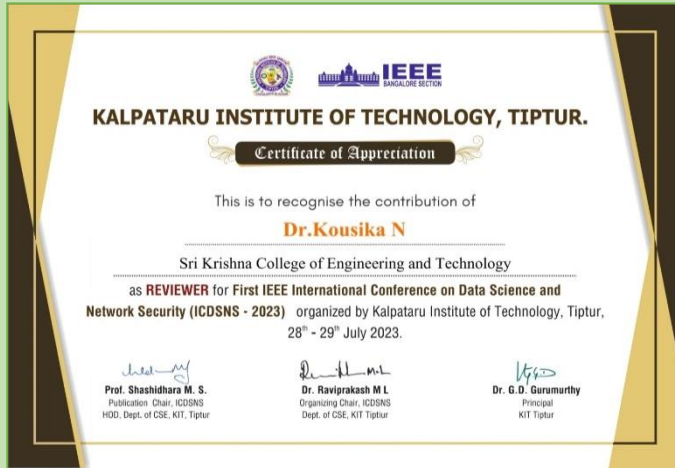 IEEE
BANGALORE SECTION
KALPATARU INSTITUTE OF TECHNOLOGY, TIPTUR.
Certificate of Appreciation
This is to recognise the contribution of
Dr.Kousika N
Sri Krishna College of Engineering and Technology
as REVIEWER for First IEEE International Conference on Data Science and
Network Security (ICDSNS - 2023) organized by Kalpataru Institute of Technology, Tiptur,
28th - 29th July 2023.
Prof. Shashidhara M. S.
Publication Chair, ICDSNS
HOD, Dept. of CSE, KIT, Tiptur
Dr. Raviprakash M L
Organizing Chair, ICDSNS
Dept. of CSE, KIT Tiptur
Dr. G.D. Gurumurthy
Principal
KIT Tiptur